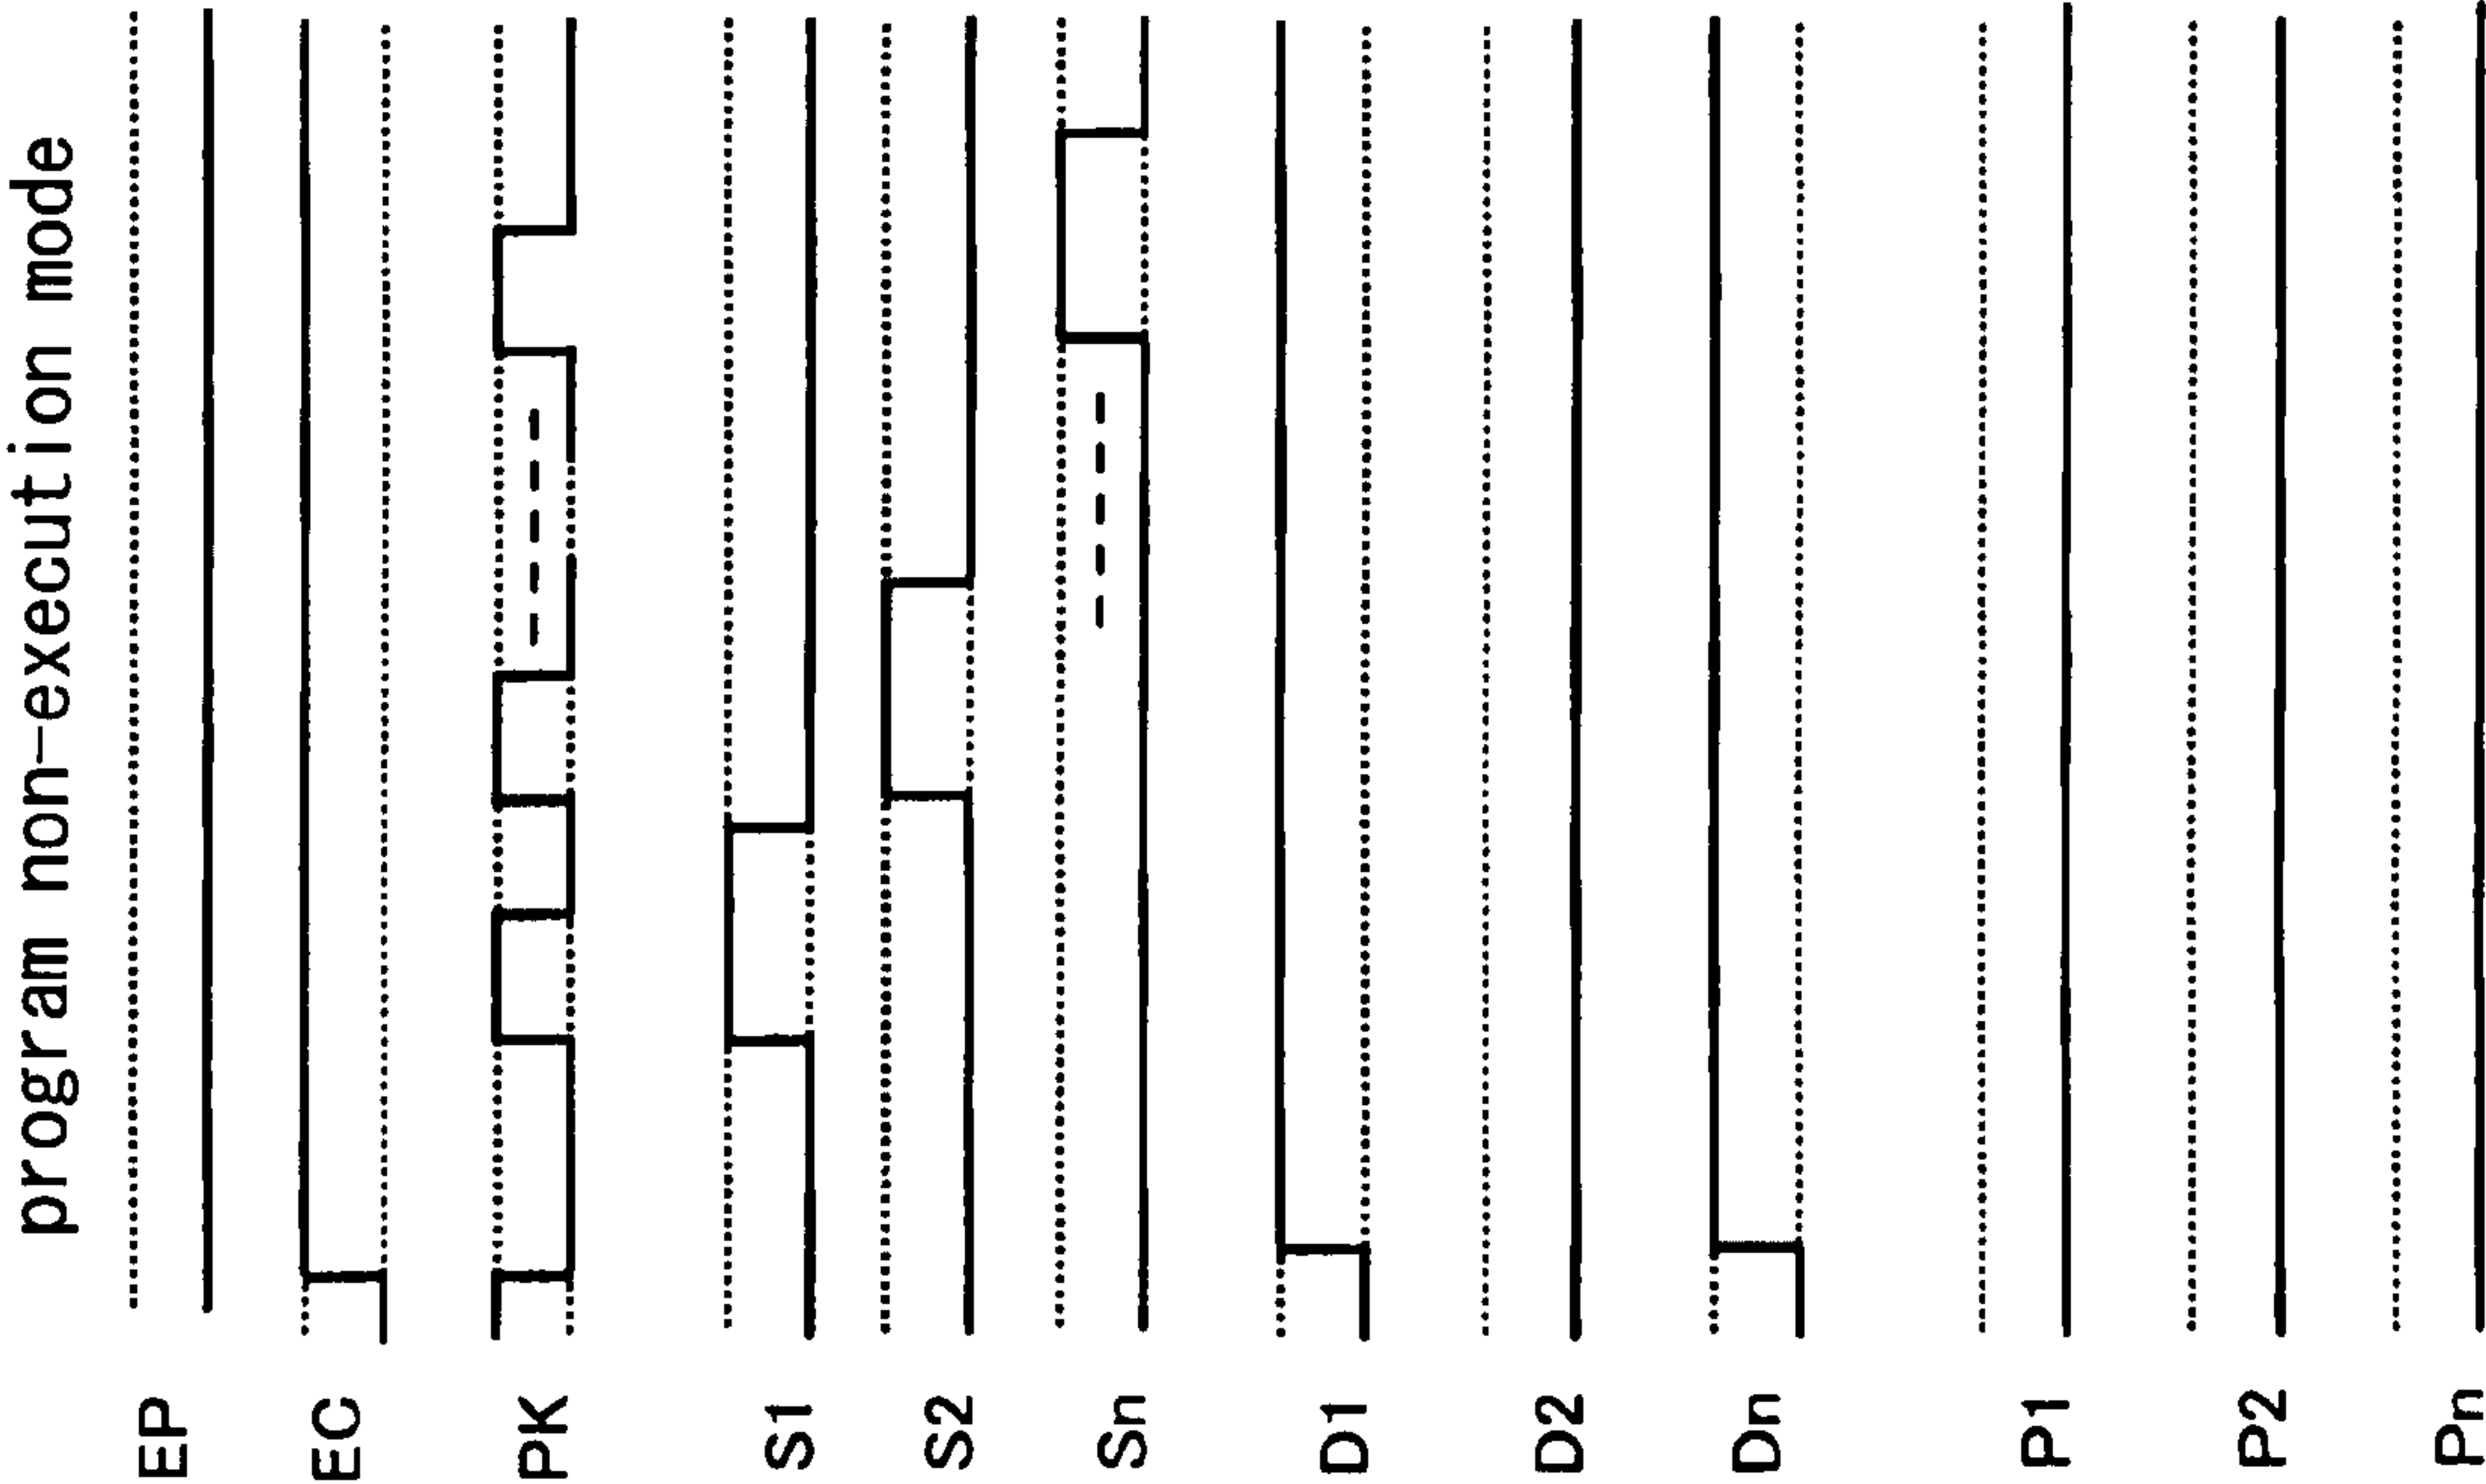 program non-execution mode
EP
EC
PK
S1
S2
Sn
D1
D2
Dn
P1
P2
Pn